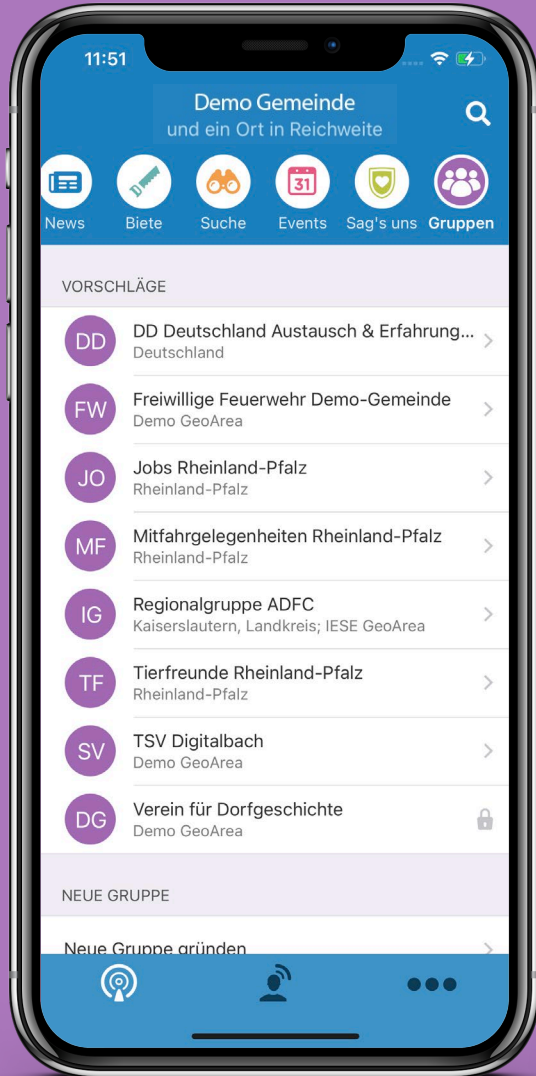 11:51
Demo Gemeinde
und ein Ort in Reichweite
31
News Biete Suche Events Sag's uns Gruppen
VORSCHLÄGE
DD
DD Deutschland Austausch & Erfahrung...
Deutschland
FW
Freiwillige Feuerwehr Demo-Gemeinde
Demo GeoArea
JO
Jobs Rheinland-Pfalz
Rheinland-Pfalz
MF
Mitfahrgelegenheiten Rheinland-Pfalz
Rheinland-Pfalz
IG
Regionalgruppe ADFC
Kaiserslautern, Landkreis; IESE GeoArea
TF
Tierfreunde Rheinland-Pfalz
Rheinland-Pfalz
SV
TSV Digitalbach
Demo GeoArea
DG
Verein für Dorfgeschichte
Demo GeoArea
NEUE GRUPPE
Neue Gruppe gründen